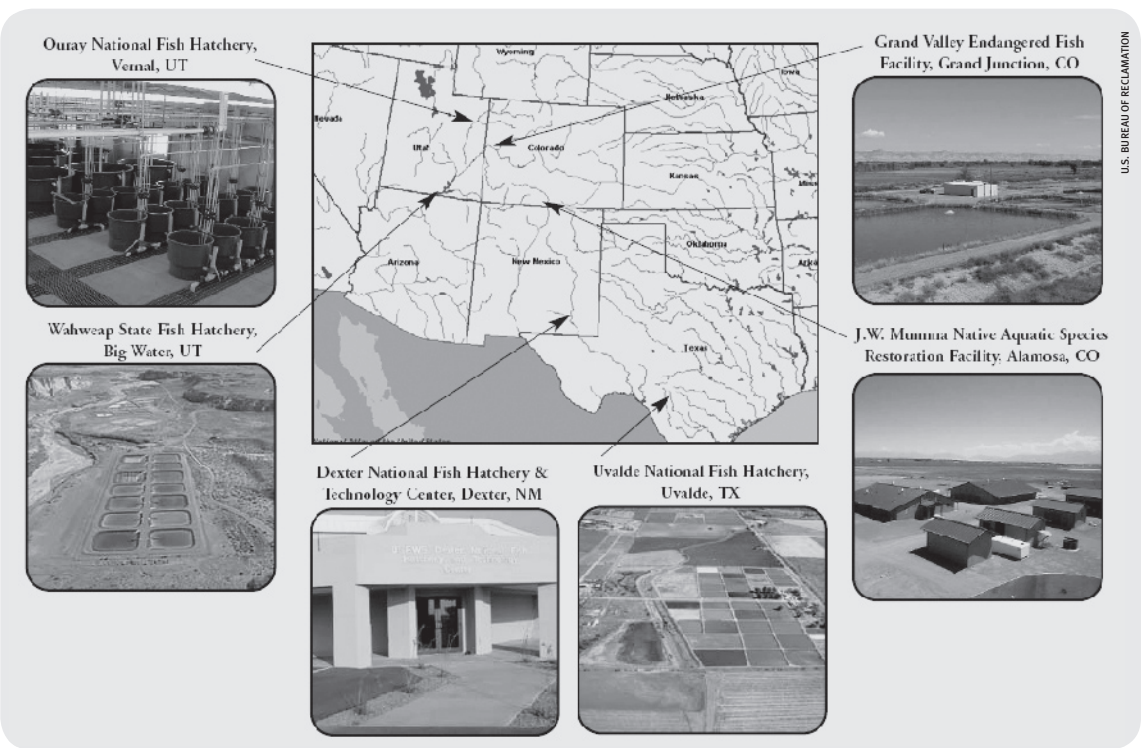 Ouray National Fish Hatchery,
Vernal, UT
Grand Valley Endangered Fish
Facility, Grand Junction, CO
U.S. BUREAU OF RECLAMATION
Wyoming
Iowa
Nebraska
Nevada
Utah
Colorado
Kansas
Oklahoma
Arizona
New Mexico
Texas
Wahweap State Fish Hatchery,
Big Water, UT
J.W. Mumma Native Aquatic Species
Restoration Facility, Alamosa, CO
Dexter National Fish Hatchery &
Technology Center, Dexter, NM
Uvalde National Fish Hatchery,
Uvalde, TX